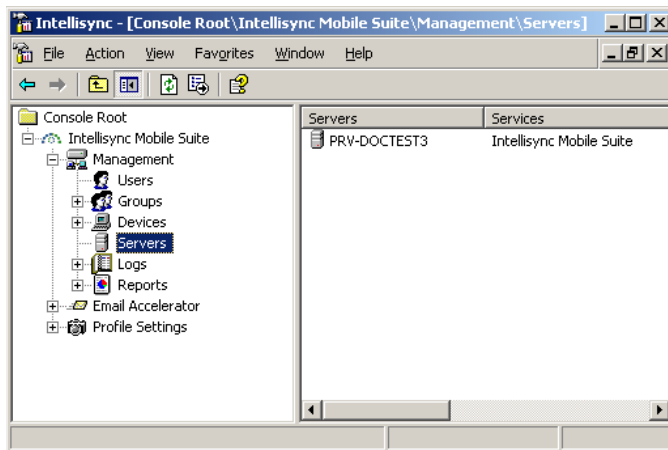 Intellisync - [Console Root\Intellisync Mobile Suite\Management\Servers]
File Action View Favorites Window Help
Console Root
Intellisync Mobile Suite
Management
Users
Groups
Devices
Servers
Logs
Reports
Email Accelerator
Profile Settings
Servers Services
PRV-DOCTEST3 Intellisync Mobile Suite